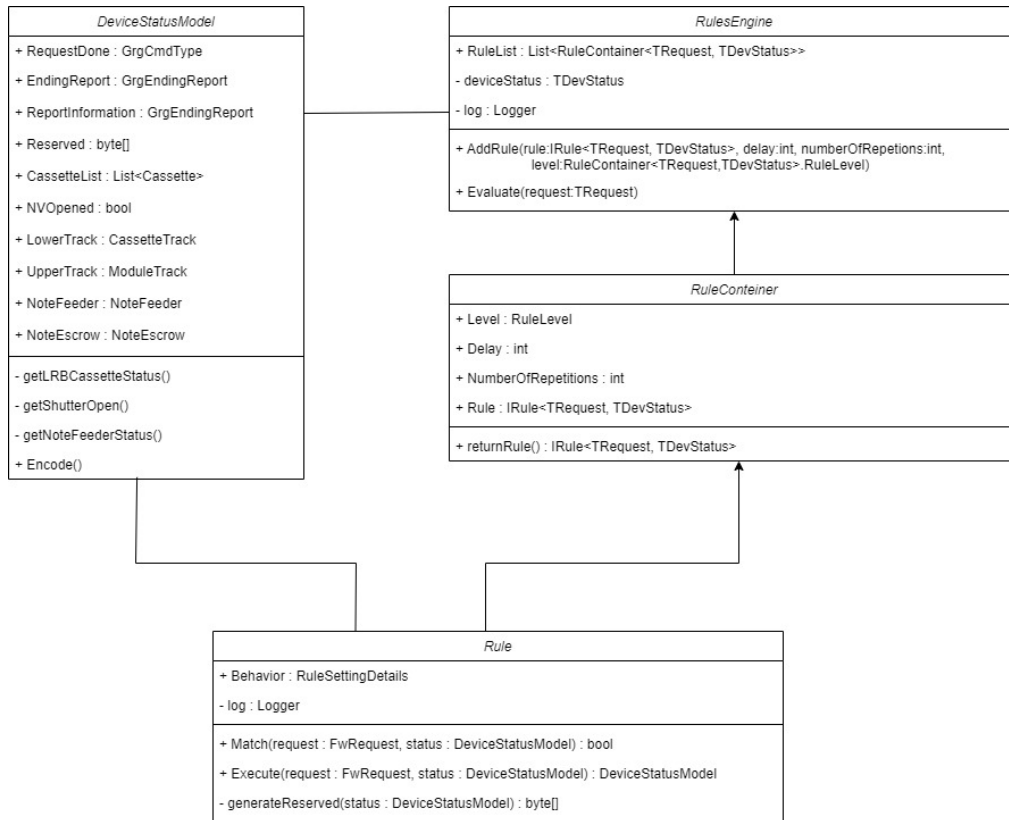 DeviceStatusModel
+ RequestDone : GrgCmdType
+ EndingReport : GrgEndingReport
+ ReportInformation : GrgEndingReport
+ Reserved : byte[]
+ CassetteList : List<Cassette>
+ NVOpened : bool
+ LowerTrack : CassetteTrack
+ UpperTrack : ModuleTrack
+ NoteFeeder : NoteFeeder
+ NoteEscrow : NoteEscrow
- getLRBCassetteStatus()
- getShutterOpen()
- getNoteFeederStatus()
+ Encode()
RulesEngine
+ RuleList : List<RuleContainer<TRequest, TDevStatus>>
- deviceStatus : TDevStatus
- log : Logger
+ AddRule(rule:IRule<TRequest, TDevStatus>, delay:int, numberOfRepetions:int,
level:RuleContainer<TRequest,TDevStatus>.RuleLevel)
+ Evaluate(request:TRequest)
RuleConteiner
+ Level : RuleLevel
+ Delay : int
+ NumberOfRepetitions : int
+ Rule : IRule<TRequest, TDevStatus>
+ returnRule() : IRule<TRequest, TDevStatus>
Rule
+ Behavior : RuleSettingDetails
- log : Logger
+ Match(request : FwRequest, status : DeviceStatusModel) : bool
+ Execute(request : FwRequest, status : DeviceStatusModel) : DeviceStatusModel
- generateReserved(status : DeviceStatusModel) : byte[]